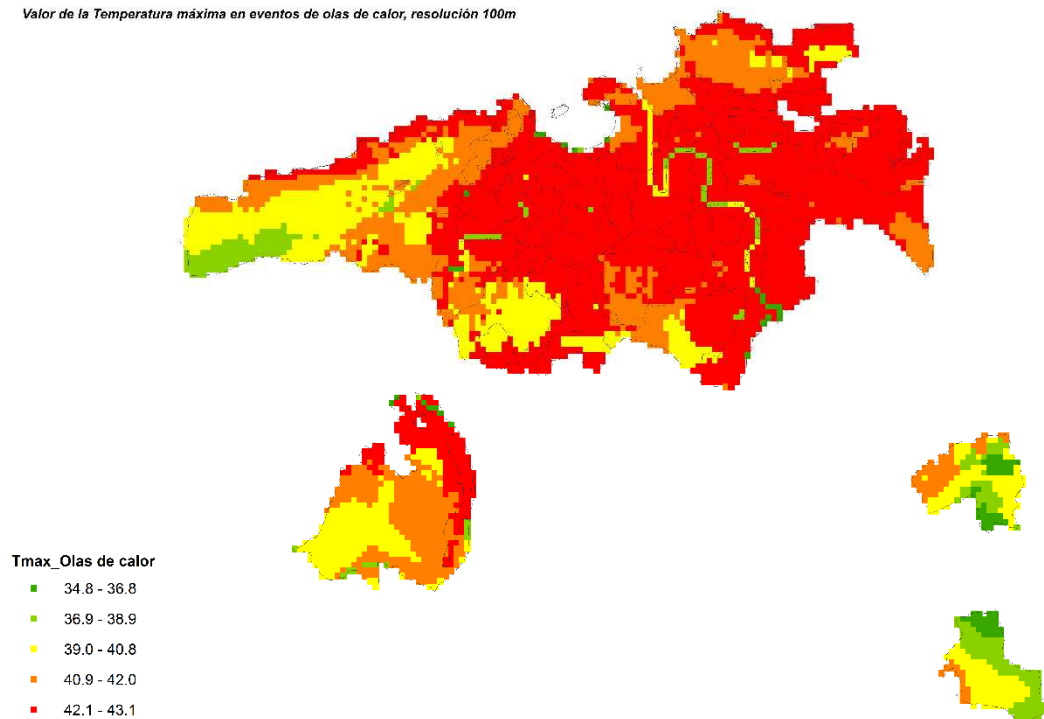 Valor de la Temperatura máxima en eventos de olas de calor, resolución 100m
Tmax_Olas de calor
34.8 - 36.8
36.9 - 38.9
39.0 - 40.8
40.9 - 42.0
42.1 - 43.1